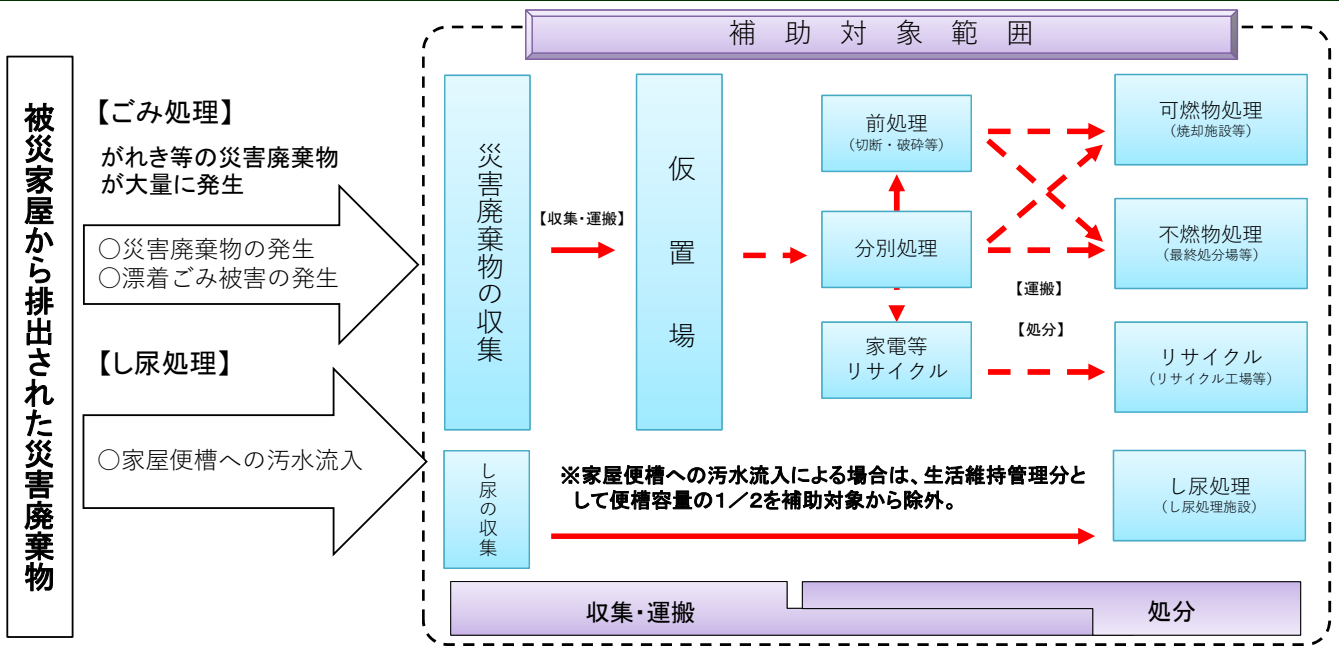 補助対象範囲
被災家屋から排出された災害廃棄物
【ごみ処理】
がれき等の災害廃棄物
が大量に発生
○災害廃棄物の発生
○漂着ごみ被害の発生
【し尿処理】
○家屋便槽への汚水流入
災害廃棄物の収集
【収集・運搬】
仮置場
前処理
(切断・破砕等)
分別処理
家電等
リサイクル
【運搬】
【処分】
可燃物処理
(焼却施設等)
不燃物処理
(最終処分場等)
リサイクル
(リサイクル工場等)
し尿の収集
※家屋便槽への汚水流入による場合は、生活維持管理分と
して便槽容量の1/2を補助対象から除外。
し尿処理
(し尿処理施設)
収集・運搬
処分